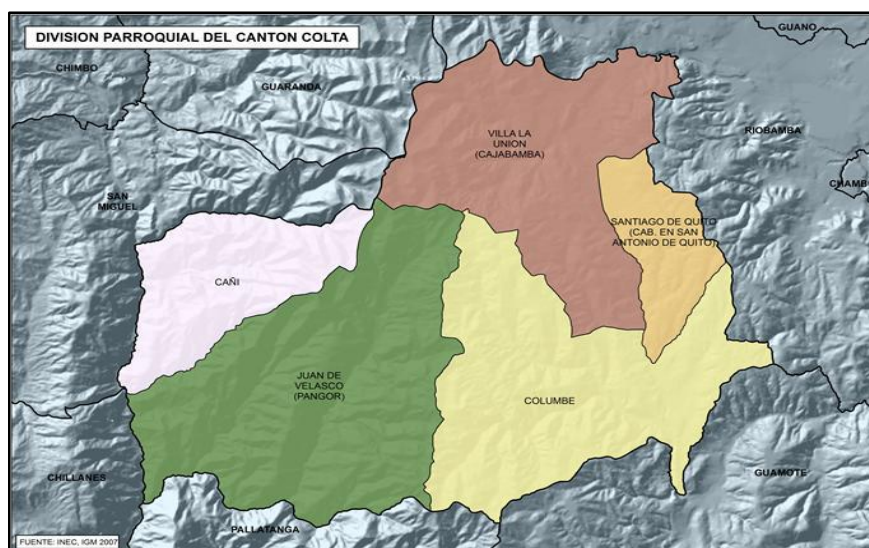 DIVISION PARROQUIAL DEL CANTON COLTA
GUANO
CHIMBO
GUARANDA
RIOBAMBA
VILLA LA
UNION
(CAJABAMBA)
CHAMB
SAN
MIGUEL
SANTIAGO DE QUITO
(CAB. EN SAN
ANTONIO DE QUITO)
CAÑI
JUAN DE
VELASCO
(PANGOR)
COLUMBE
CHILLANES
GUAMOTE
PALLATANGA
FUENTE: INEC, IGM 2007